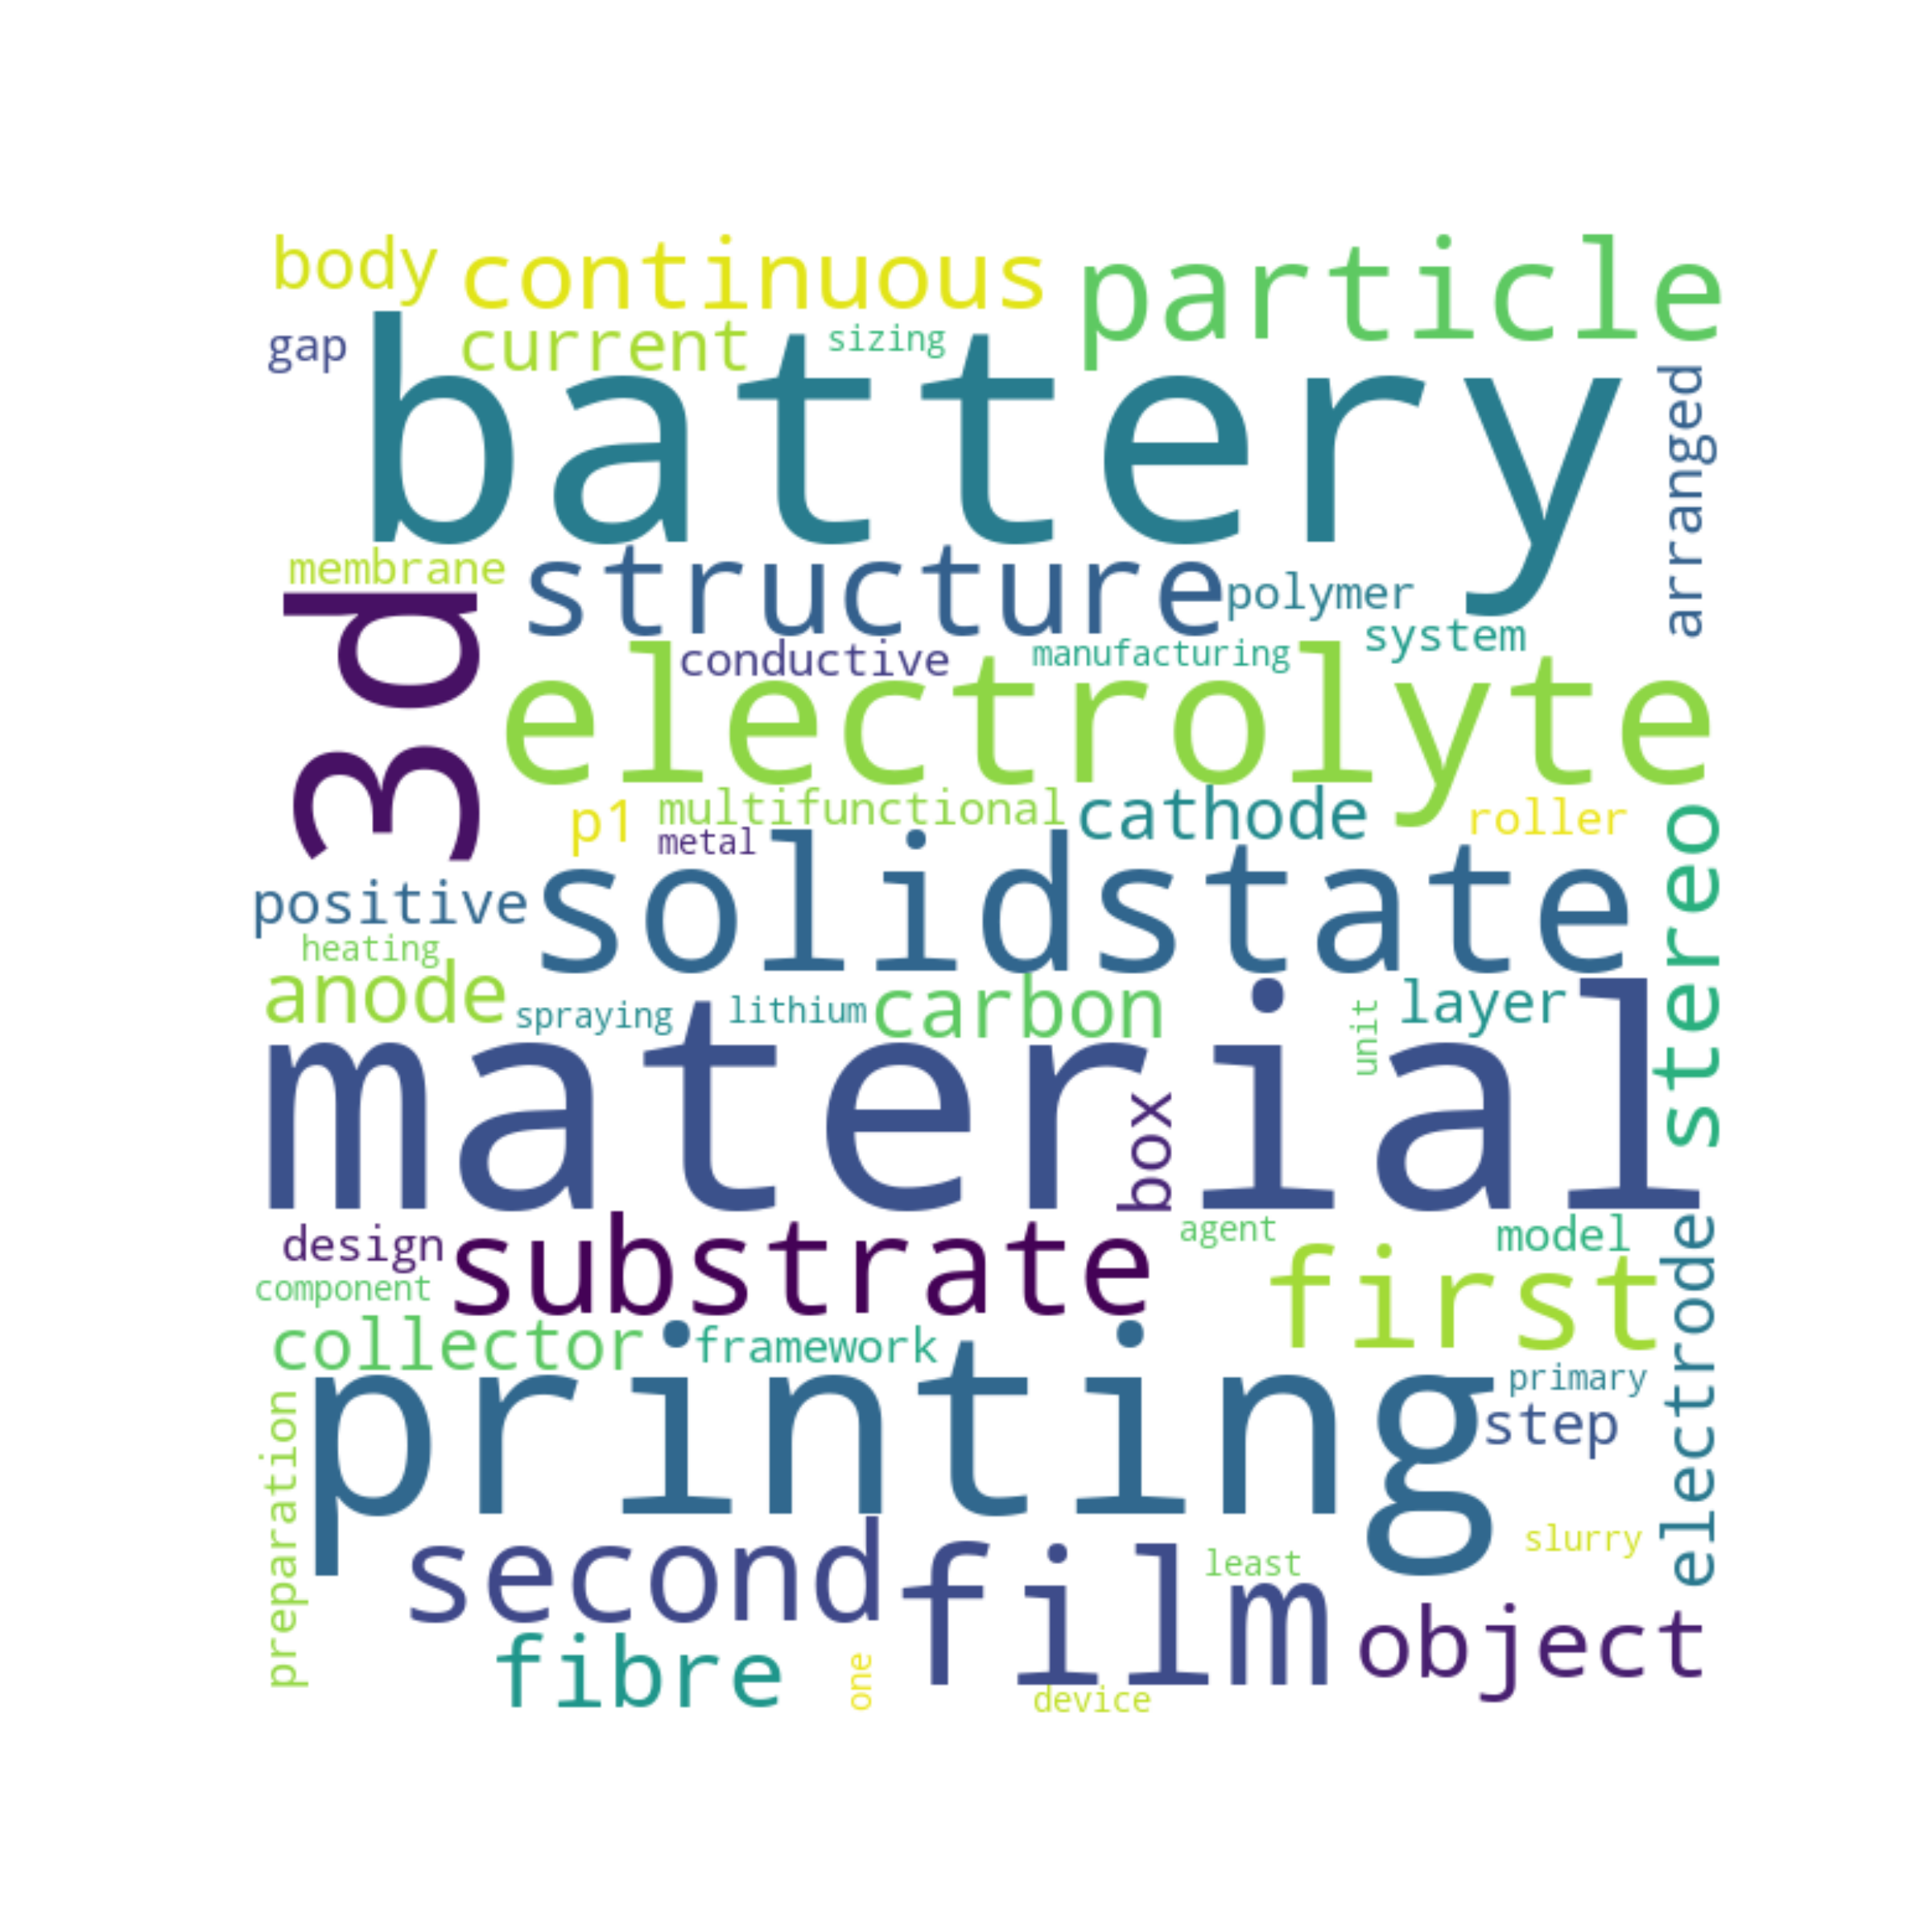 body continuous particle
gap current sizing
battery
arranged
membrane structure polymer
system
3d
conductive manufacturing
electrolyte
p1 multifunctional cathode roller
metal
stereo
positive solidstate
heating
anode spraying lithium carbon unit layer
material
box
design substrate agent model
component first
collector framework
electrode
printing primary
step
preparation
second film least slurry
fibre one object
device